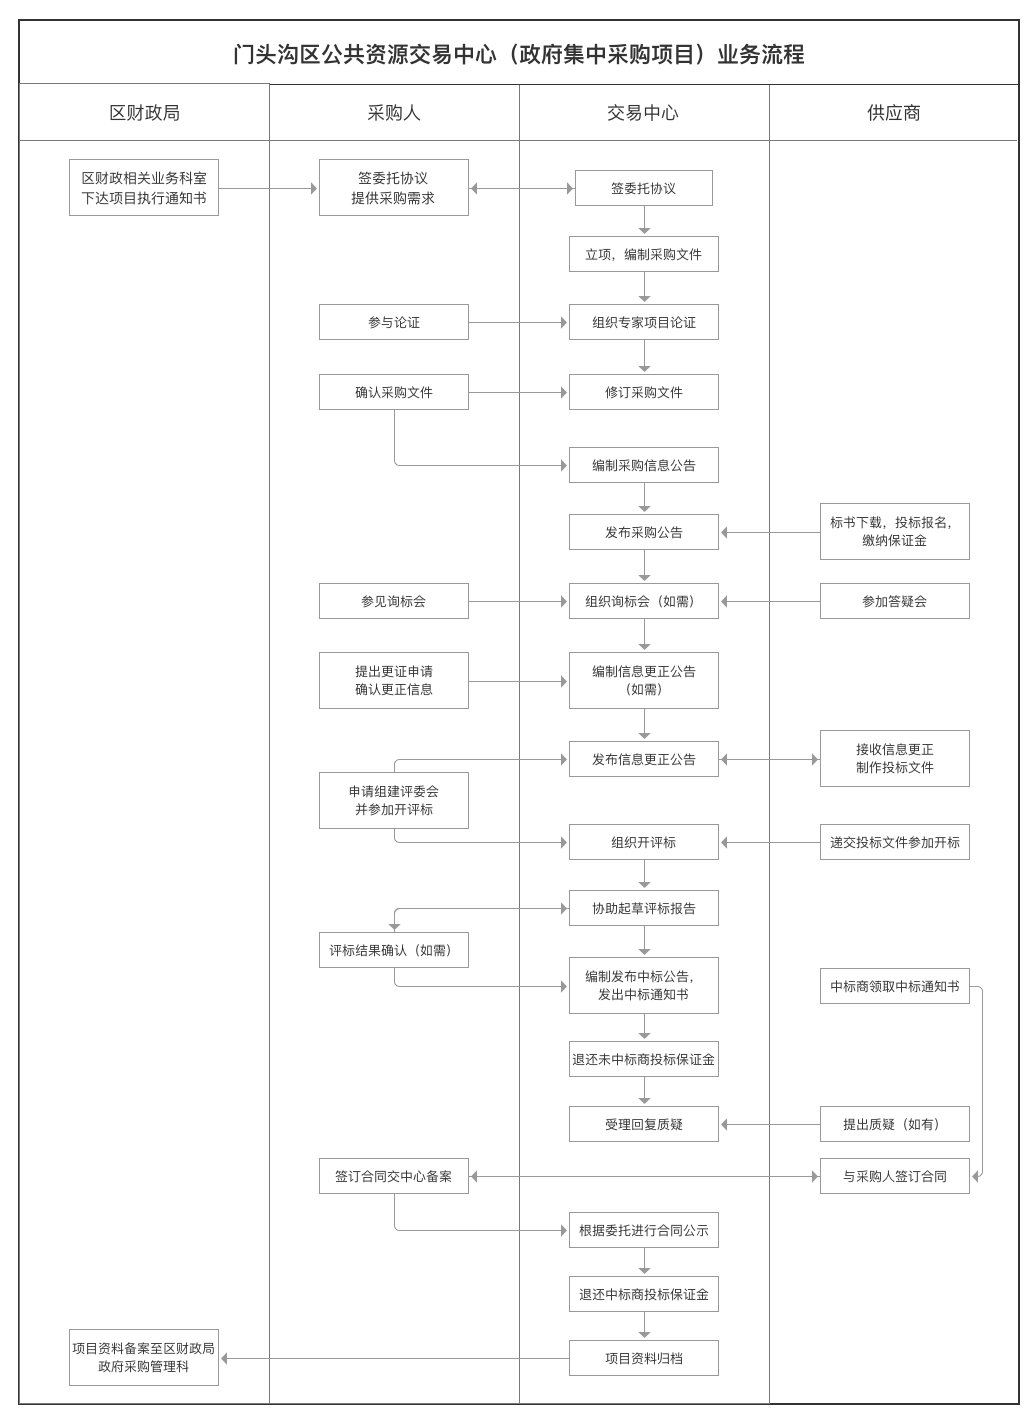 门头沟区公共资源交易中心（政府集中采购项目）业务流程
区财政局
采购人
交易中心
供应商
区财政相关业务科室
下达项目执行通知书
签委托协议
提供采购需求
签委托协议
立项，编制采购文件
参与论证
组织专家项目论证
确认采购文件
修订采购文件
编制采购信息公告
发布采购公告
标书下载，投标报名，
缴纳保证金
参见询标会
组织询标会（如需）
参加答疑会
提出更证申请
确认更正信息
编制信息更正公告
（如需）
发布信息更正公告
接收信息更正
制作投标文件
申请组建评委会
并参加开评标
组织开评标
递交投标文件参加开标
协助起草评标报告
评标结果确认（如需）
编制发布中标公告，
发出中标通知书
中标商领取中标通知书
退还未中标商投标保证金
受理回复质疑
提出质疑（如有）
签订合同交中心备案
与采购人签订合同
根据委托进行合同公示
退还中标商投标保证金
项目资料备案至区财政局
政府采购管理科
项目资料归档